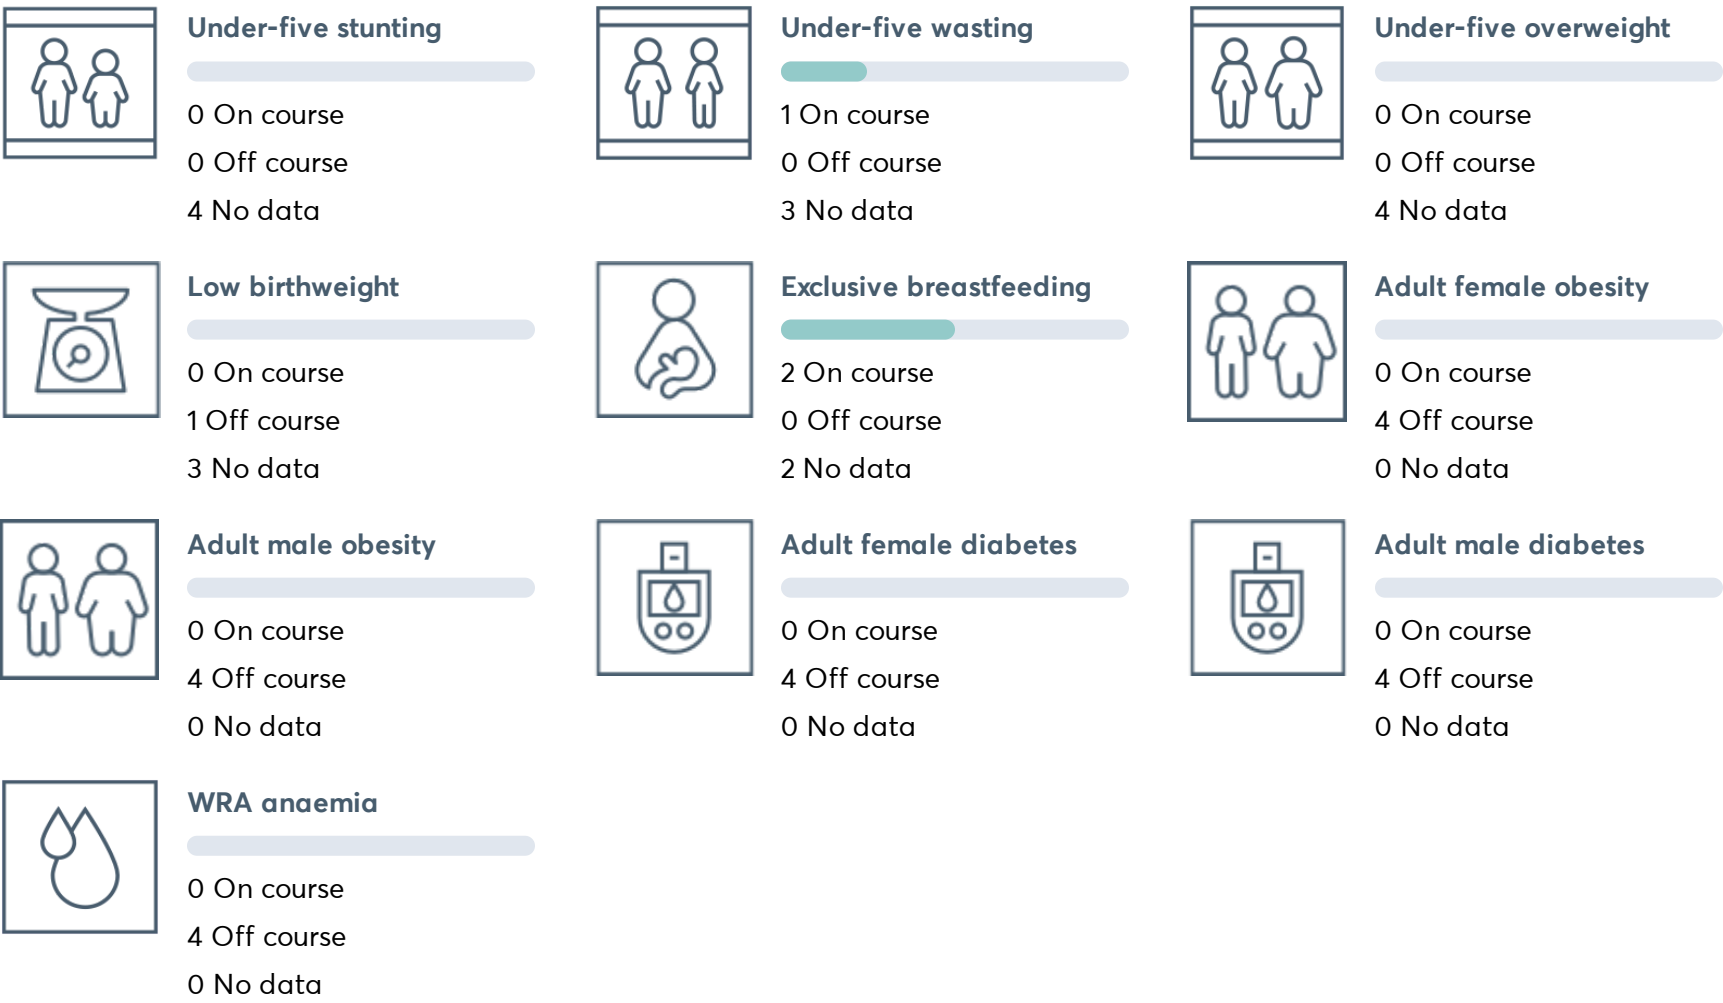 Under-five stunting
0 On course
0 Off course
4 No data
Under-five wasting
1 On course
0 Off course
3 No data
Under-five overweight
0 On course
0 Off course
4 No data
Low birthweight
0 On course
1 Off course
3 No data
Exclusive breastfeeding
2 On course
0 Off course
2 No data
Adult female obesity
0 On course
4 Off course
0 No data
Adult male obesity
0 On course
4 Off course
0 No data
Adult female diabetes
0 On course
4 Off course
0 No data
Adult male diabetes
0 On course
4 Off course
0 No data
WRA anaemia
0 On course
4 Off course
0 No data